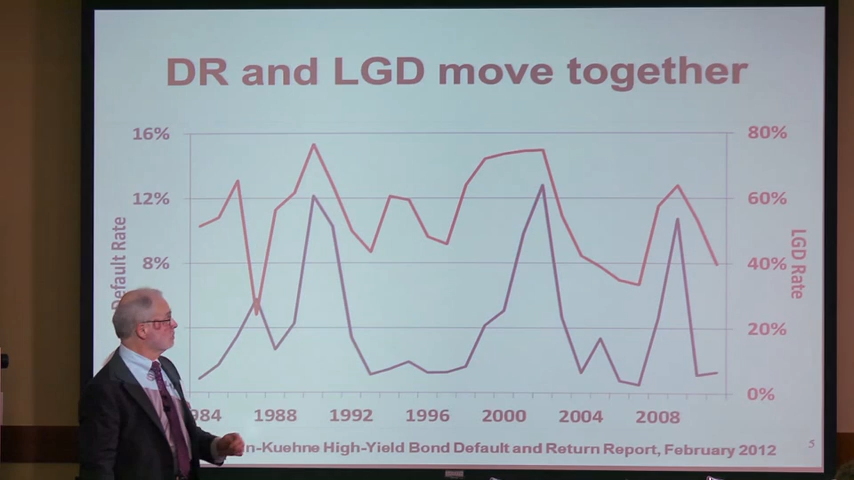 DR and LGD move together
16%
12%
8%
Default Rate
80%
60%
40%
20%
0%
LGD Rate
984 1988 1992 1996 2000 2004 2008
n-Kuehne High-Yield Bond Default and Return Report, February 2012
5